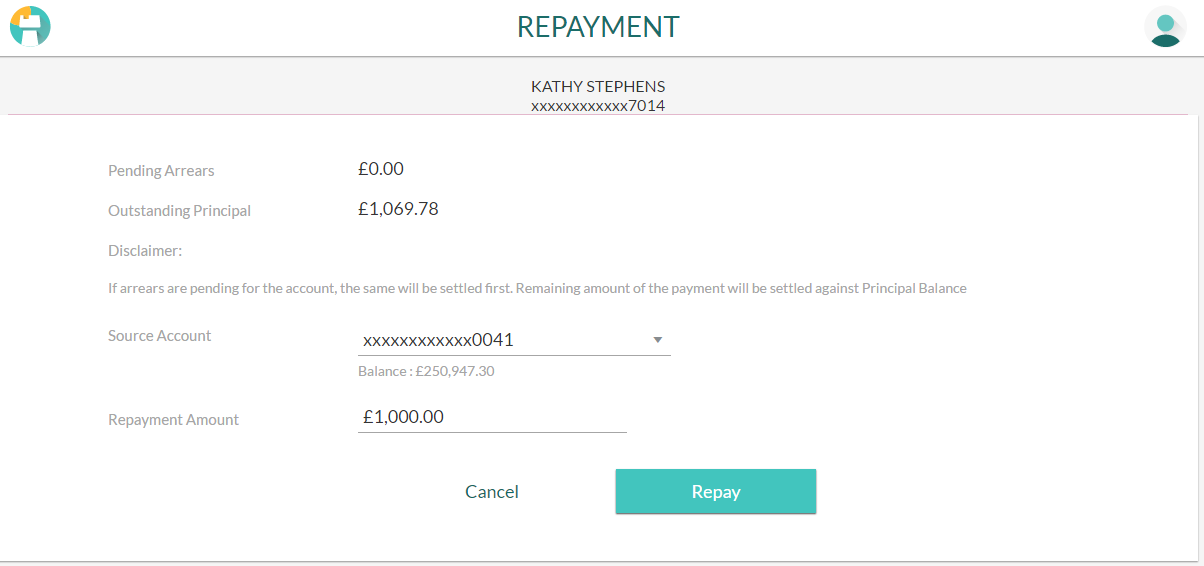 REPAYMENT
KATHY STEPHENS
xxxxxxxxxxxx7014
Pending Arrears £0.00
Outstanding Principal £1,069.78
Disclaimer:
If arrears are pending for the account, the same will be settled first. Remaining amount of the payment will be settled against Principal Balance
Source Account xxxxxxxxxxxx0041
Balance : £250,947.30
Repayment Amount £1,000.00
Cancel Repay